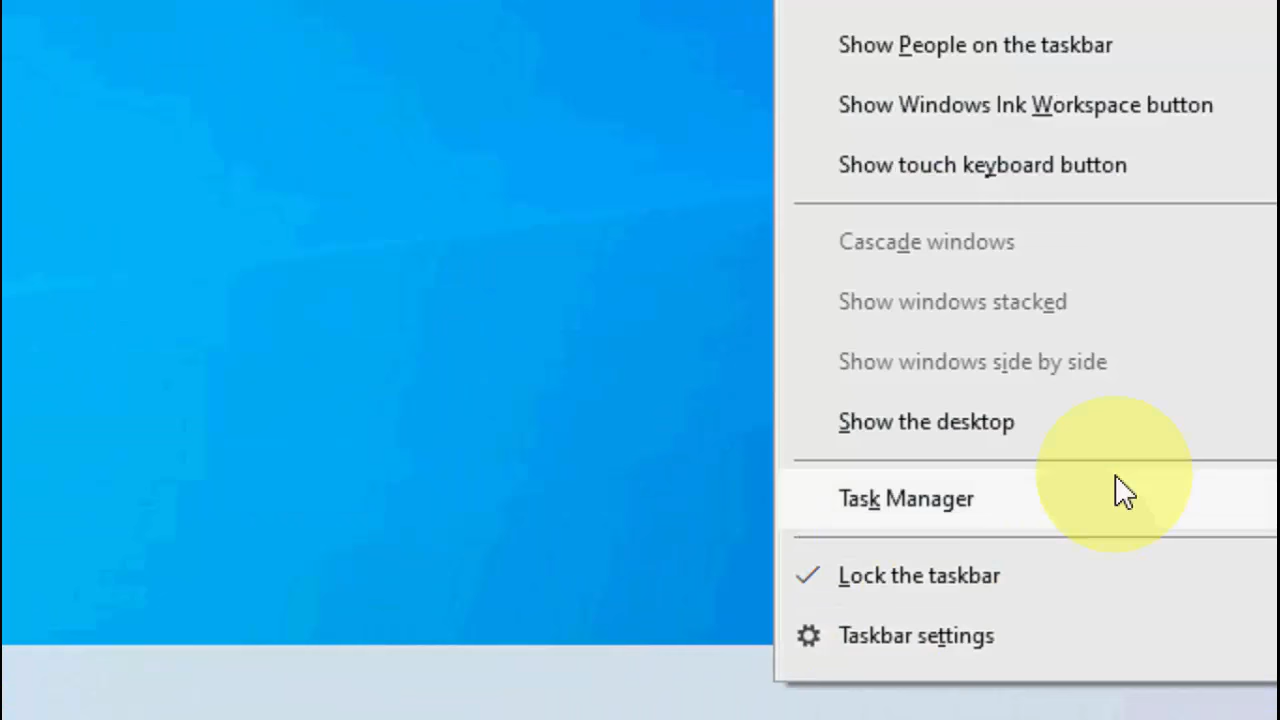 Show People on the taskbar
Show Windows Ink Workspace button
Show touch keyboard button
Cascade windows
Show windows stacked
Show windows side by side
Show the desktop
Task Manager
Lock the taskbar
Taskbar settings